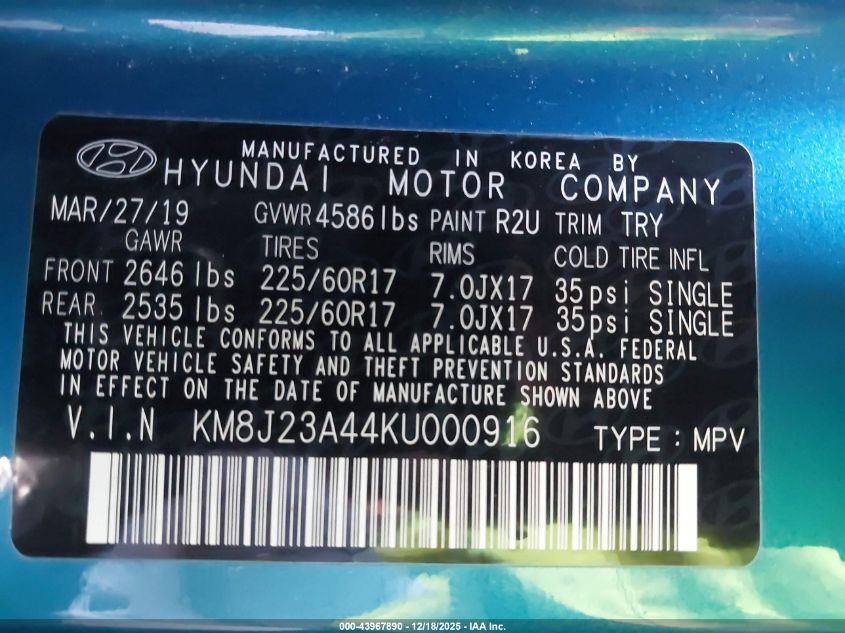 MANUFACTURED IN KOREA BY
HYUNDAI MOTOR COMPANY
MAR/27/19 GVWR 4586 lbs PAINT R2U TRIM TRY
GAWR TIRES RIMS COLD TIRE INFL
FRONT 2646 lbs 225/60R17 7.0JX17 35psi SINGLE
REAR 2535 lbs 225/60R17 7.0JX17 35psi SINGLE
THIS VEHICLE CONFORMS TO ALL APPLICABLE U.S.A. FEDERAL
MOTOR VEHICLE SAFETY AND THEFT PREVENTION STANDARDS
IN EFFECT ON THE DATE OF MANUFACTURE SHOWN ABOVE
V.I.N KM8J23A44KU000916 TYPE : MPV
000-43967890 - 12/18/2025 - IAA Inc.